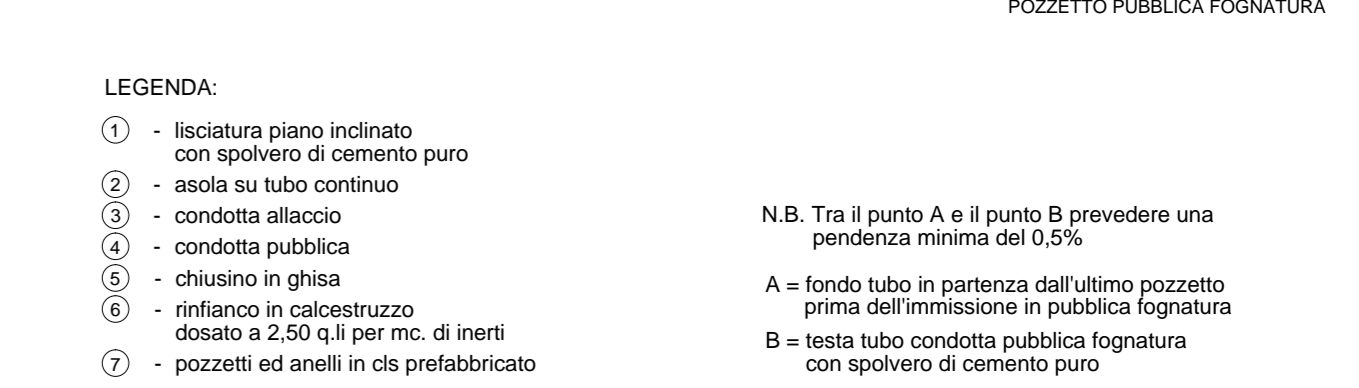 POZZETTO PUBBLICA FOGNATURA
LEGENDA:
1 - lisciatura piano inclinato
con spolvero di cemento puro
2 - asola su tubo continuo
3 - condotta allaccio
4 - condotta pubblica
5 - chiusino in ghisa
6 - rinfianco in calcestruzzo
dosato a 2,50 q.li per mc. di inerti
7 - pozzetti ed anelli in cls prefabbricato
N.B. Tra il punto A e il punto B prevedere una
pendenza minima del 0,5%
A = fondo tubo in partenza dall'ultimo pozzetto
prima dell'immissione in pubblica fognatura
B = testa tubo condotta pubblica fognatura
con spolvero di cemento puro